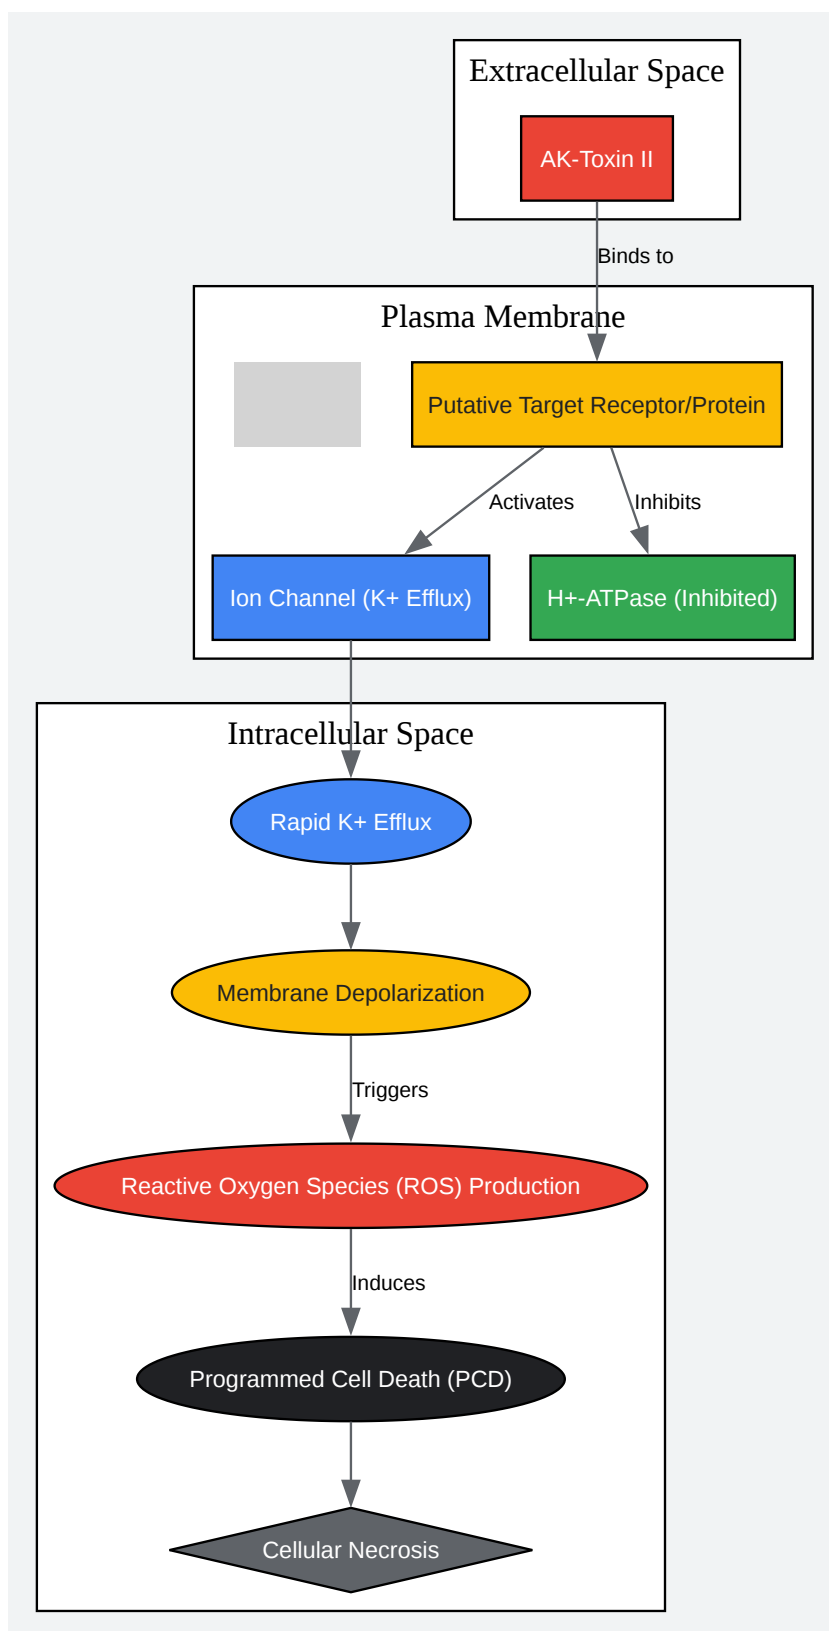 Extracellular Space
AK-Toxin II
Binds to
Plasma Membrane
Putative Target Receptor/Protein
Activates
Inhibits
Ion Channel (K+ Efflux)
H+-ATPase (Inhibited)
Intracellular Space
Rapid K+ Efflux
Membrane Depolarization
Triggers
Reactive Oxygen Species (ROS) Production
Induces
Programmed Cell Death (PCD)
Cellular Necrosis